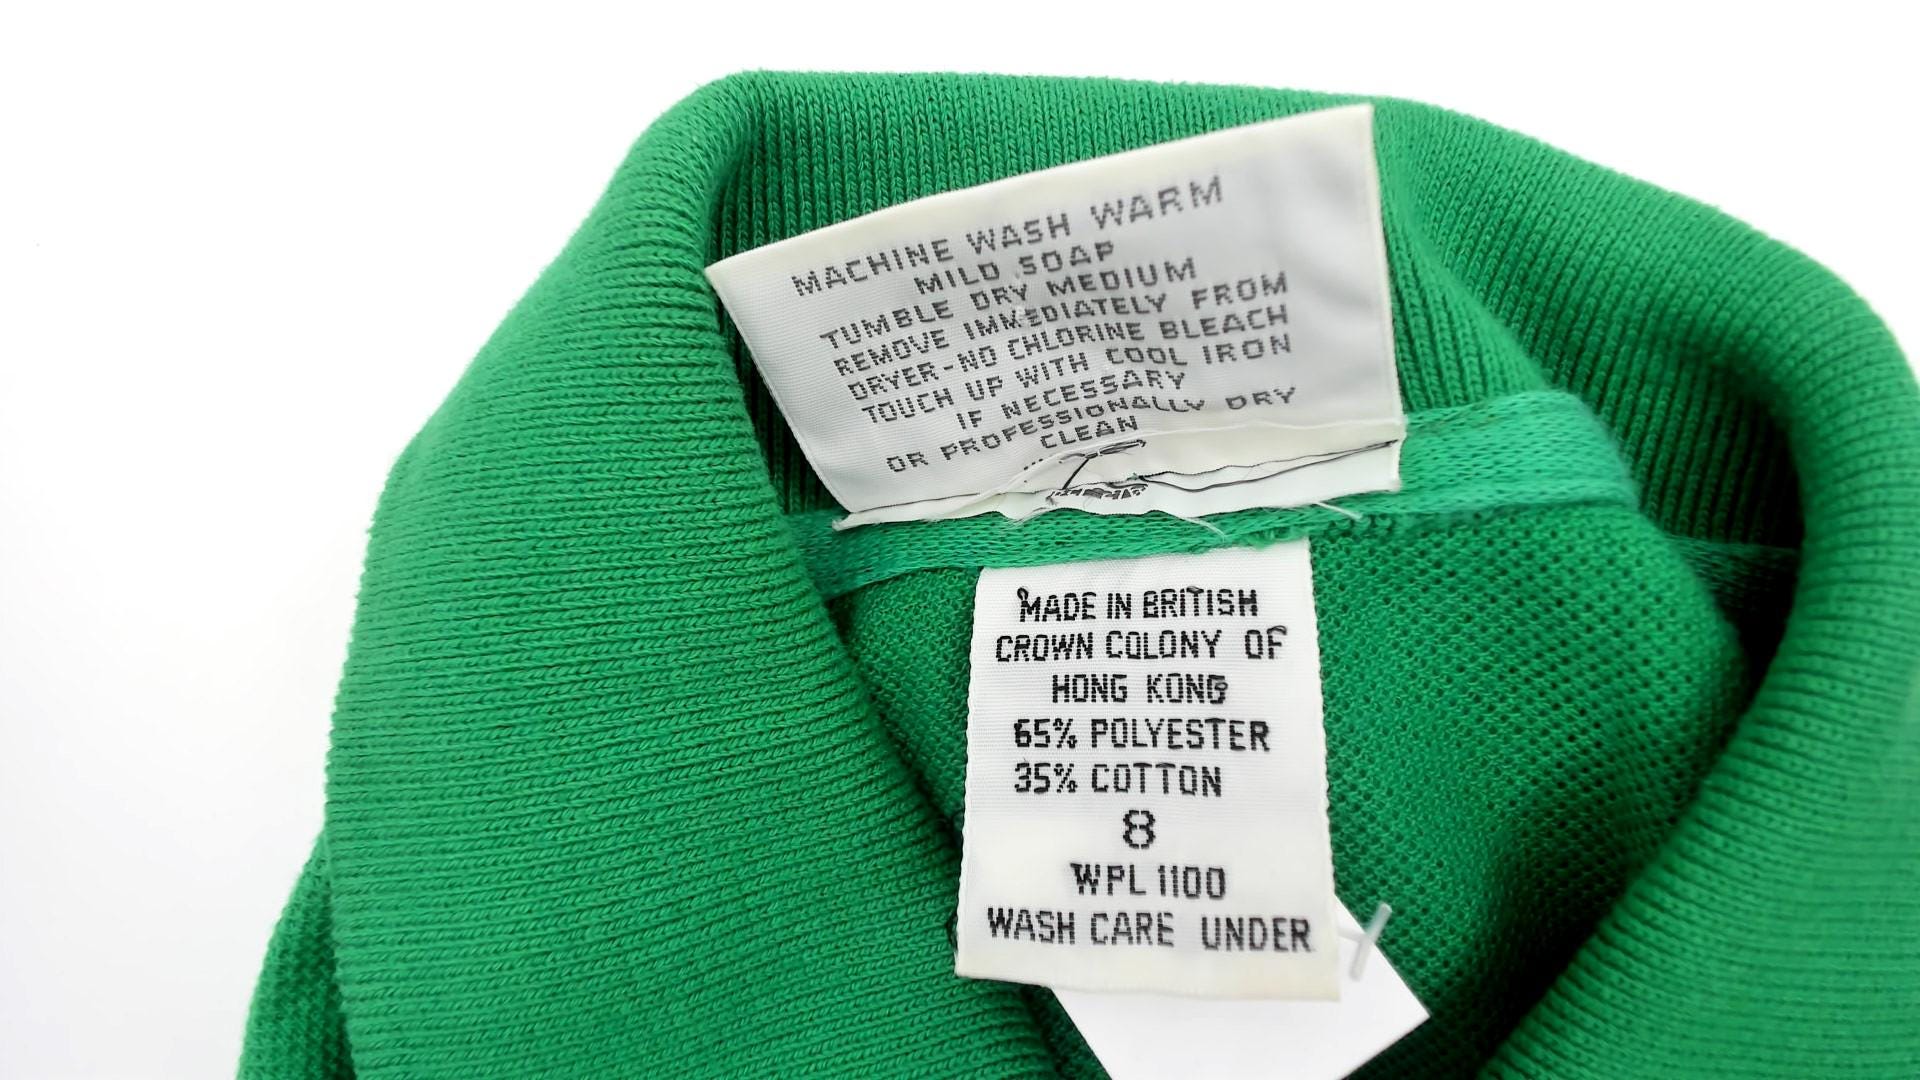 MACHINE WASH WARM
MILD SOAP
TUMBLE DRY MEDIUM
REMOVE IMMEDIATELY FROM
DRYER-NO CHLORINE BLEACH
TOUCH UP WITH COOL IRON
IF NECESSARY
OR PROFESSIONALLY DRY
CLEAN
MADE IN BRITISH
CROWN COLONY OF
HONG KONG
65% POLYESTER
35% COTTON
8
WPL 1100
WASH CARE UNDER